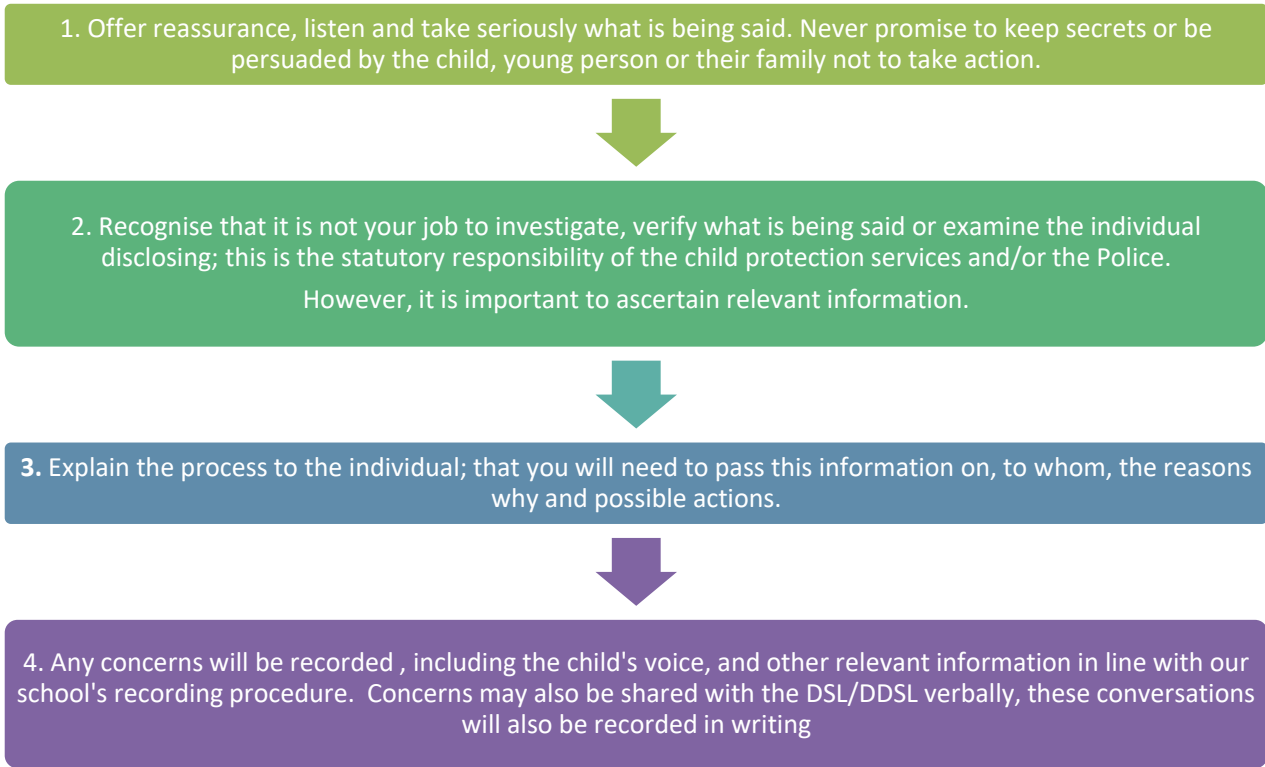 1. Offer reassurance, listen and take seriously what is being said. Never promise to keep secrets or be
persuaded by the child, young person or their family not to take action.
2. Recognise that it is not your job to investigate, verify what is being said or examine the individual
disclosing; this is the statutory responsibility of the child protection services and/or the Police.
However, it is important to ascertain relevant information.
3. Explain the process to the individual; that you will need to pass this information on, to whom, the reasons
why and possible actions.
4. Any concerns will be recorded , including the child's voice, and other relevant information in line with our
school's recording procedure.  Concerns may also be shared with the DSL/DDSL verbally, these conversations
will also be recorded in writing